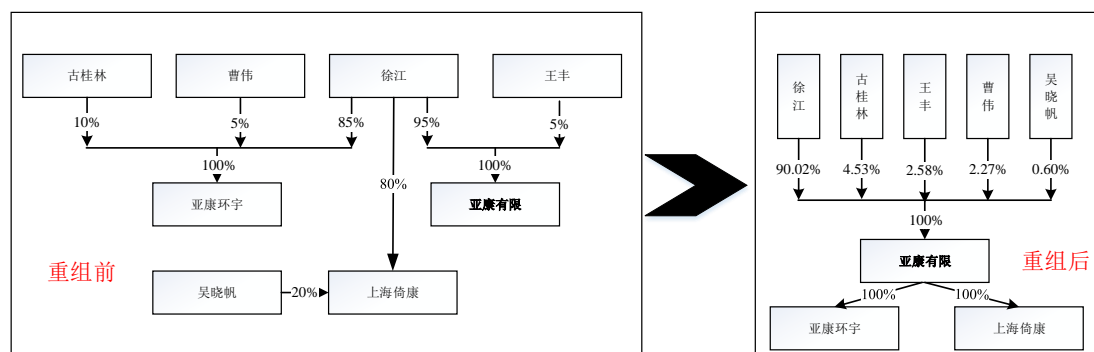 古桂林
曹伟
徐江
王丰
10%
5%
85%
95%
5%
100%
100%
80%
亚康环宇
亚康有限
重组前
吴晓帆
20%
上海倚康
徐江
古桂林
王丰
曹伟
吴晓帆
90.02%
4.53%
2.58%
2.27%
0.60%
100%
亚康有限
重组后
100%
100%
亚康环宇
上海倚康